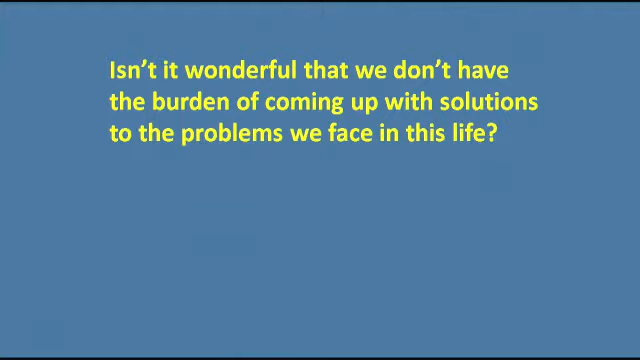 Isn’t it wonderful that we don’t have
the burden of coming up with solutions
to the problems we face in this life?